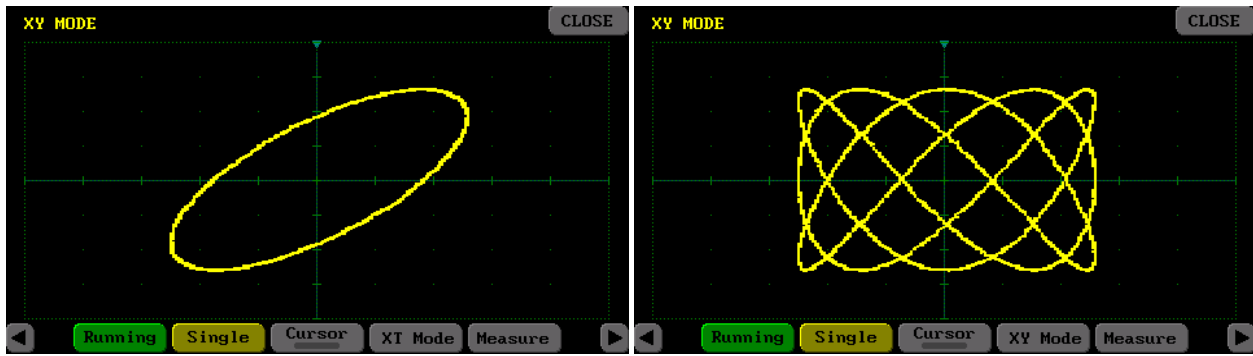 XY MODE
CLOSE
Running Single Cursor XT Mode Measure
XY MODE
CLOSE
Running Single Cursor XY Mode Measure